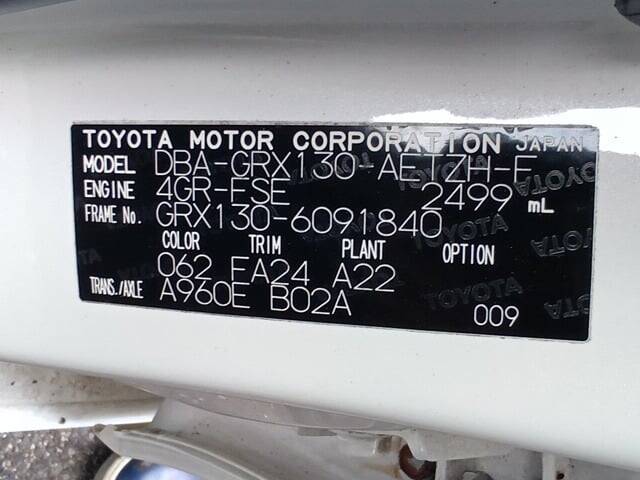 TOYOTA MOTOR CORPORATION JAPAN
MODEL DBA-GRX130-AETZH-F
ENGINE 4GR-FSE 2499 mL
FRAME No. GRX130-6091840
COLOR TRIM PLANT OPTION
062 FA24 A22
TRANS./AXLE A960E B02A
009